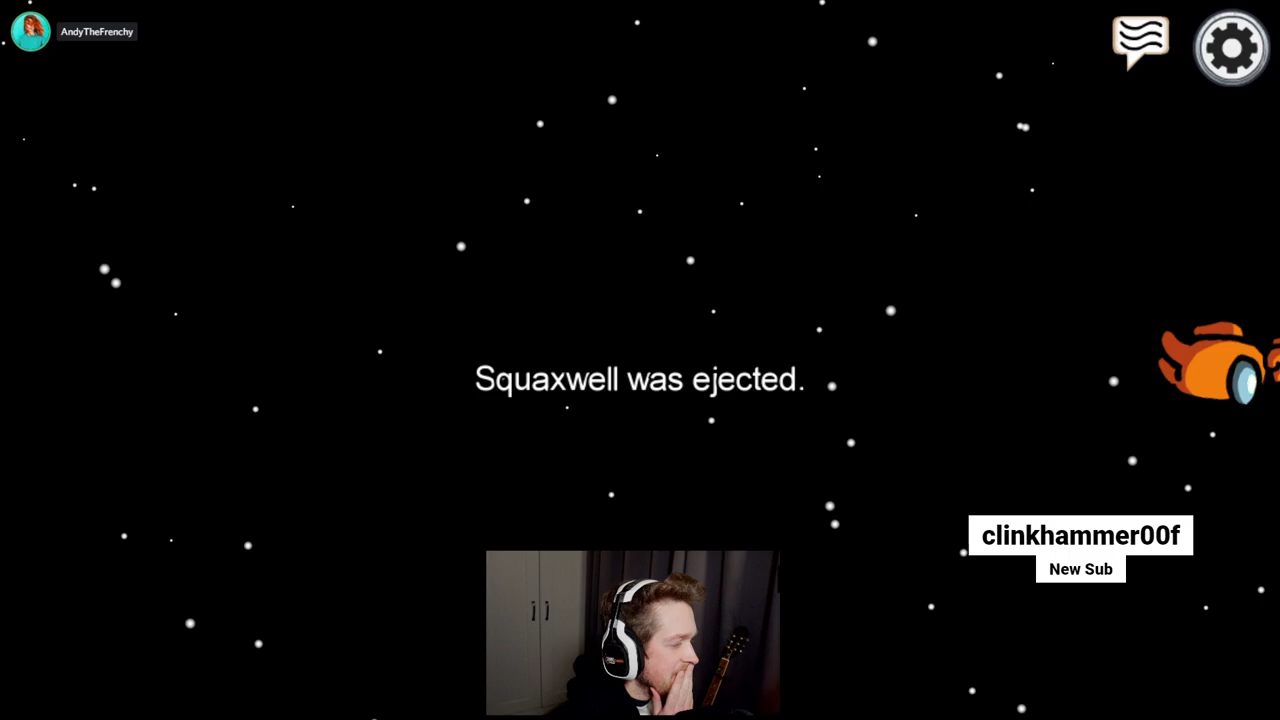 AndyTheFrenchy
Squaxwell was ejected.
clinkhammer00f
New Sub